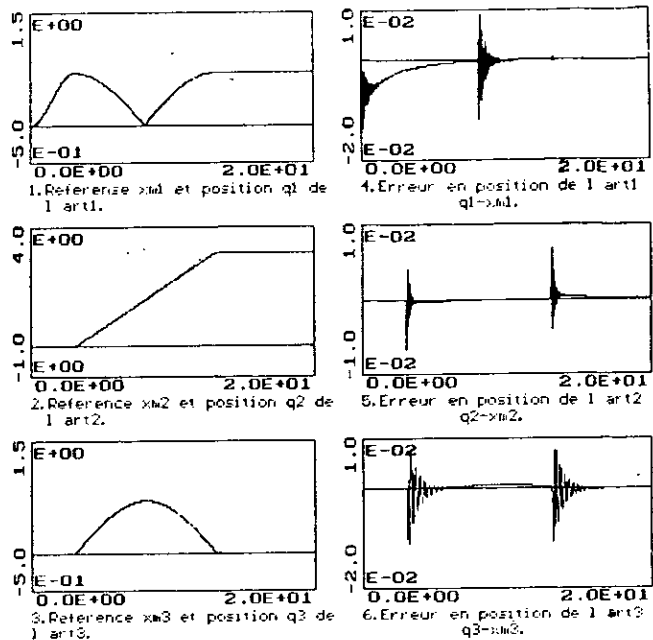 1.5
E+00
-5.0
E-01
0.0E+00 2.0E+01
1.Reference xm1 et position q1 de
l art1.
1.0
E-02
-2.0
E-02
0.0E+00 2.0E+01
4.Erreur en position de l art1
q1-xm1.
4.0
E+00
-1.0
E+00
0.0E+00 2.0E+01
2.Reference xm2 et position q2 de
l art2.
1.0
E-02
-1.0
E-02
0.0E+00 2.0E+01
5.Erreur en position de l art2
q2-xm2.
1.5
E+00
-5.0
E-01
0.0E+00 2.0E+01
3.Reference xm3 et position q3 de
l art3.
1.0
E-02
-2.0
E-02
0.0E+00 2.0E+01
6.Erreur en position de l art3
q3-xm3.